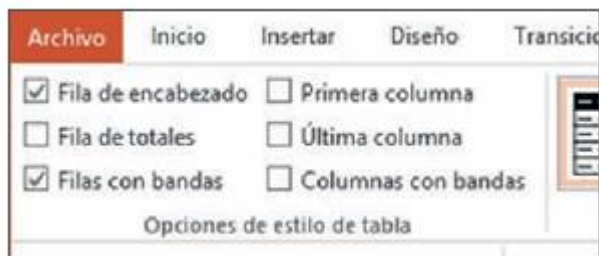 Archivo Inicio Insertar Diseño
Fila de encabezado Primera columna
Fila de totales Última columna
Filas con bandas Columnas con bandas
Opciones de estilo de tabla